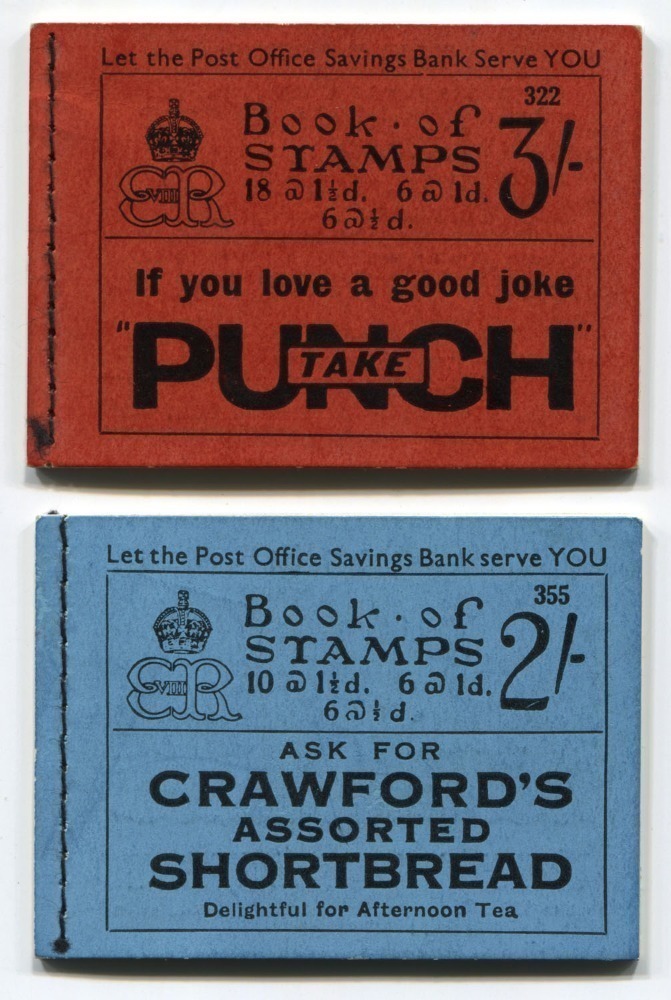 Let the Post Office Savings Bank Serve YOU
322
Book · of
STAMPS
3/-
18 @ 1½d. 6 @ 1d.
6 @ ½d.
EVIIIR
If you love a good joke
"PUNCH"
TAKE
Let the Post Office Savings Bank serve YOU
355
Book · of
STAMPS
2/-
10 @ 1½d. 6 @ 1d.
6 @ ½d.
EVIIIR
ASK FOR
CRAWFORD'S
ASSORTED
SHORTBREAD
Delightful for Afternoon Tea